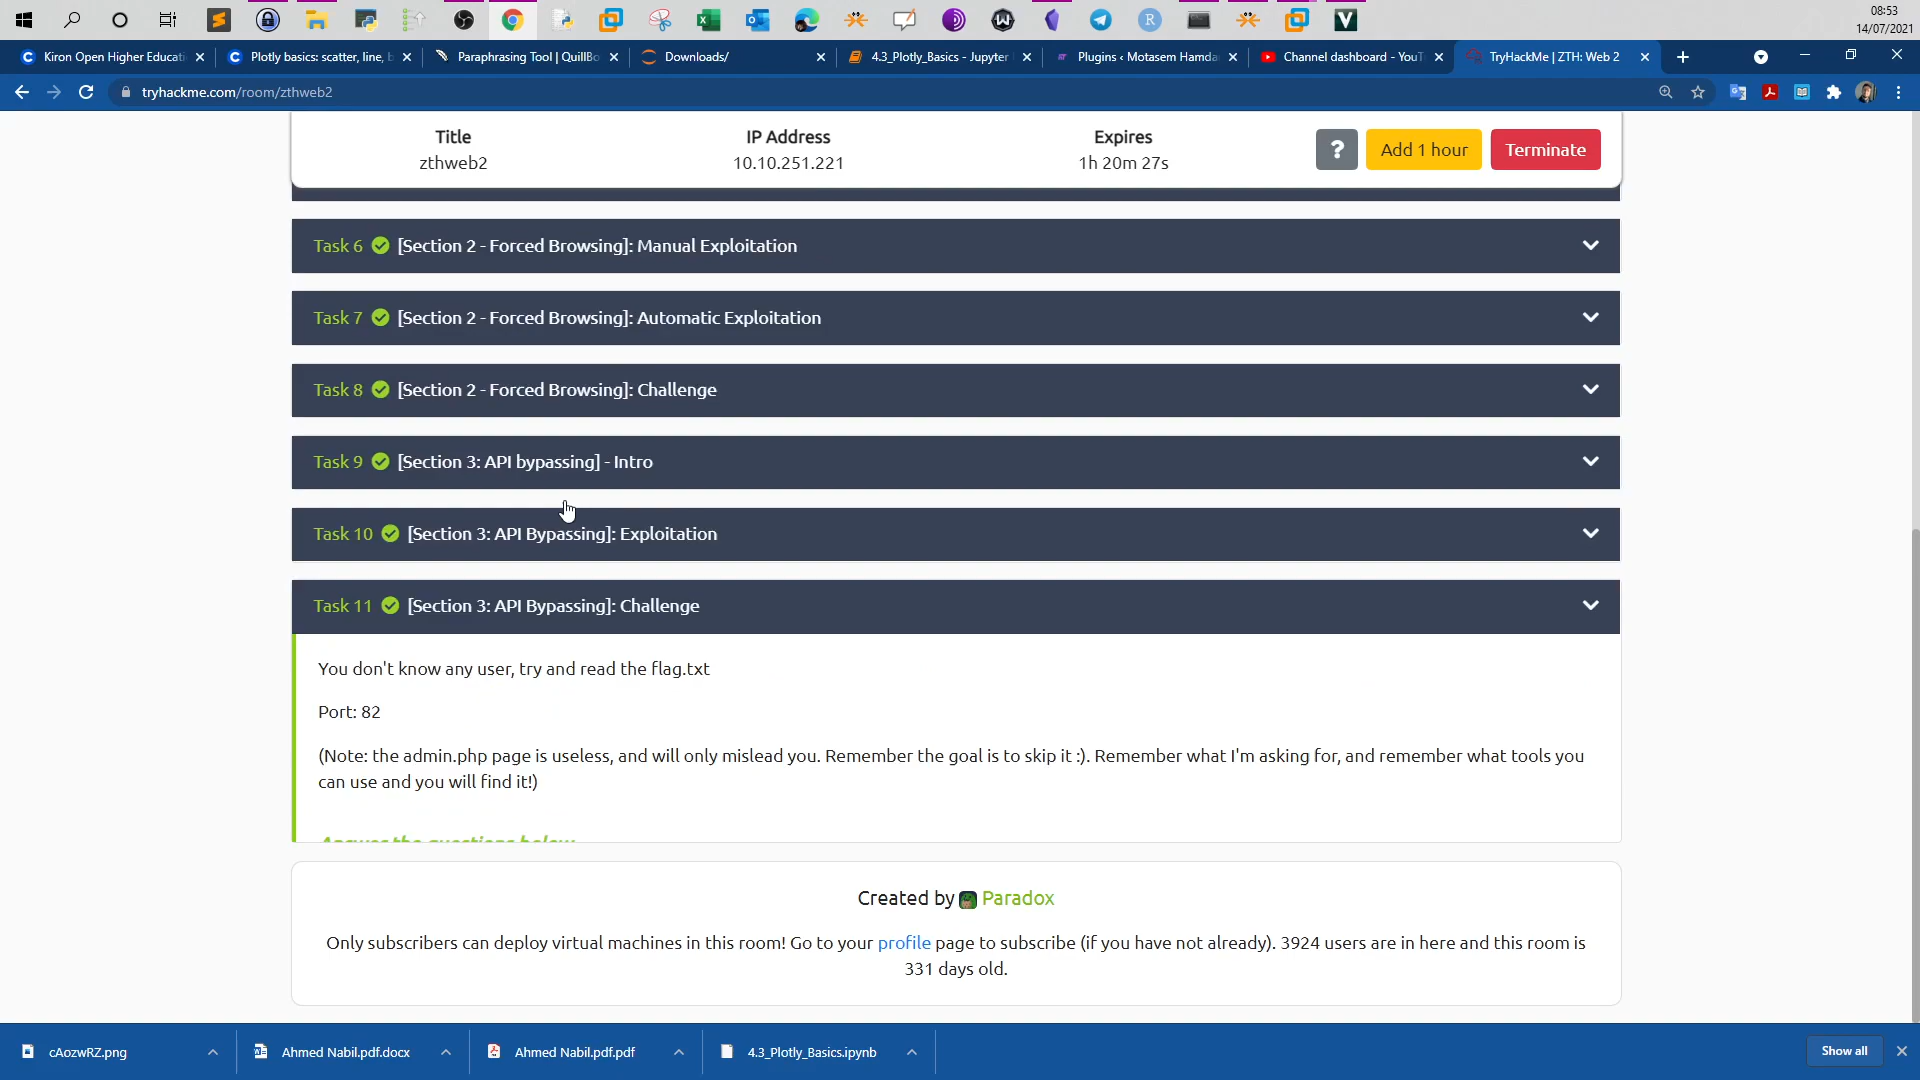 08:53
14/07/2021
Kiron Open Higher Educati
Plotly basics: scatter, line, b
Paraphrasing Tool | QuillBo
Downloads/
4.3_Plotly_Basics - Jupyter
Plugins ‹ Motasem Hamda
Channel dashboard - YouT
TryHackMe | ZTH: Web 2
tryhackme.com/room/zthweb2
Title
IP Address
Expires
zthweb2
10.10.251.221
1h 20m 27s
?
Add 1 hour
Terminate
Task 6 [Section 2 - Forced Browsing]: Manual Exploitation
Task 7 [Section 2 - Forced Browsing]: Automatic Exploitation
Task 8 [Section 2 - Forced Browsing]: Challenge
Task 9 [Section 3: API bypassing] - Intro
Task 10 [Section 3: API Bypassing]: Exploitation
Task 11 [Section 3: API Bypassing]: Challenge
You don't know any user, try and read the flag.txt
Port: 82
(Note: the admin.php page is useless, and will only mislead you. Remember the goal is to skip it :). Remember what I'm asking for, and remember what tools you
can use and you will find it!)
Answer the questions below
Created by Paradox
Only subscribers can deploy virtual machines in this room! Go to your profile page to subscribe (if you have not already). 3924 users are in here and this room is
331 days old.
cAozwRZ.png
Ahmed Nabil.pdf.docx
Ahmed Nabil.pdf.pdf
4.3_Plotly_Basics.ipynb
Show all